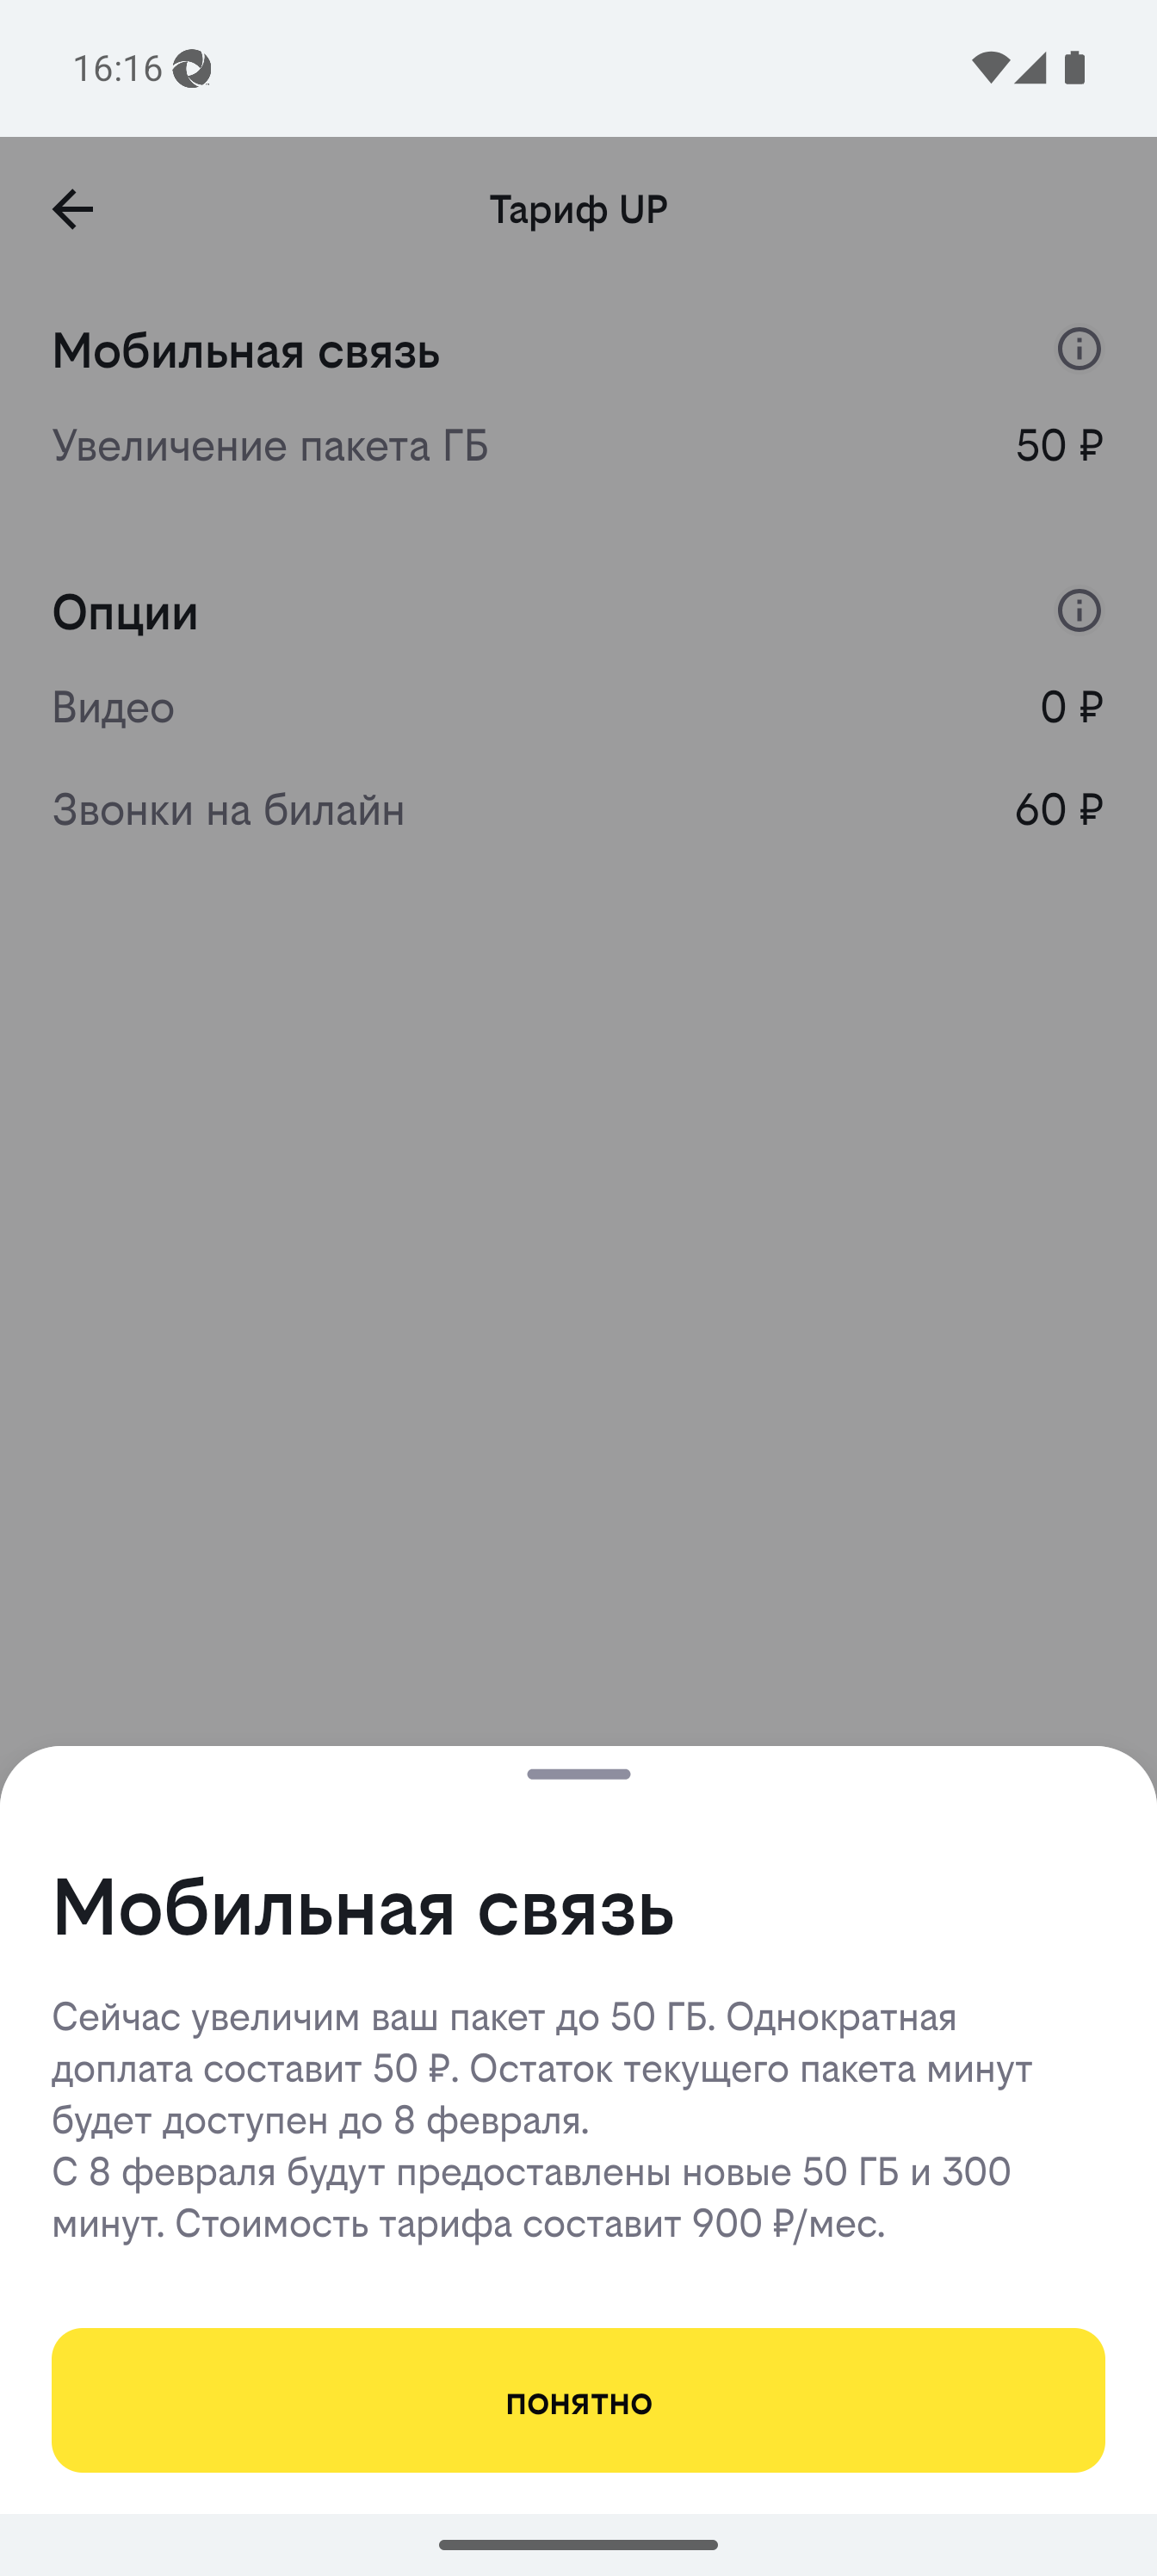 16:16
Тариф UP
Мобильная связь
Увеличение пакета ГБ 50 ₽
Опции
Видео 0 ₽
Звонки на билайн 60 ₽
Мобильная связь
Сейчас увеличим ваш пакет до 50 ГБ. Однократная
доплата составит 50 ₽. Остаток текущего пакета минут
будет доступен до 8 февраля.
С 8 февраля будут предоставлены новые 50 ГБ и 300
минут. Стоимость тарифа составит 900 ₽/мес.
понятно